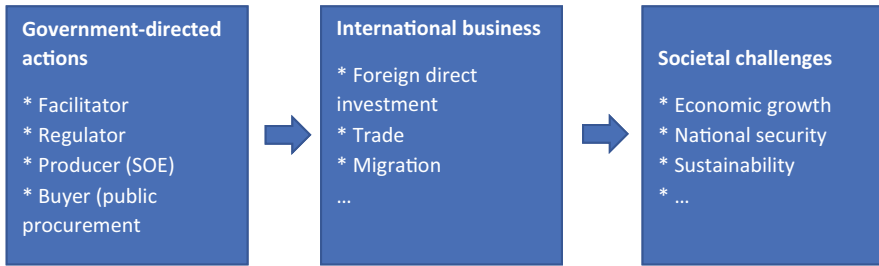 Government-directed
actions
* Facilitator
* Regulator
* Producer (SOE)
* Buyer (public
procurement
International business
* Foreign direct
investment
* Trade
* Migration
...
Societal challenges
* Economic growth
* National security
* Sustainability
* ...